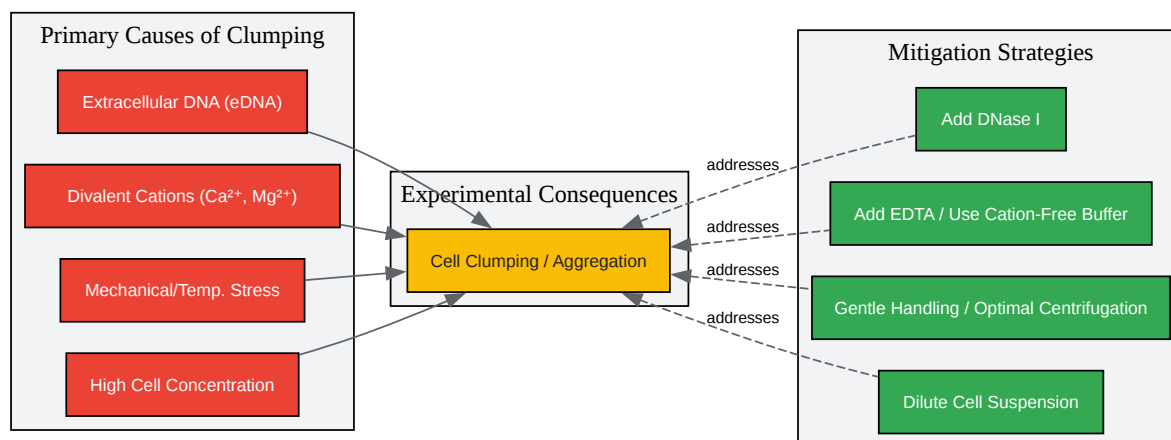 Primary Causes of Clumping
Extracellular DNA (eDNA)
Divalent Cations (Ca²⁺, Mg²⁺)
Mechanical/Temp. Stress
High Cell Concentration
Experimental Consequences
Cell Clumping / Aggregation
addresses
addresses
addresses
addresses
Mitigation Strategies
Add DNase I
Add EDTA / Use Cation-Free Buffer
Gentle Handling / Optimal Centrifugation
Dilute Cell Suspension